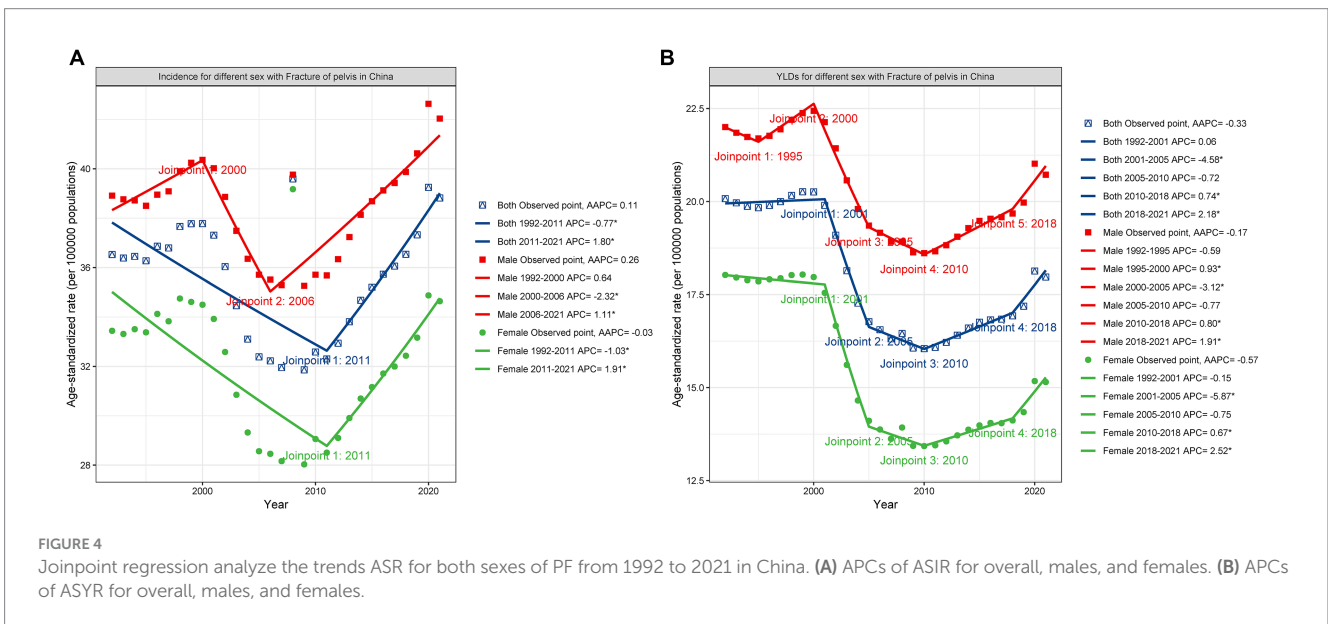 A
Incidence for different sex with Fracture of pelvis in China
Age-standardized rate (per 100000 populations)
40
36
32
28
2000
2010
2020
Year
Joinpoint 1: 2000
Joinpoint 2: 2006
Joinpoint 1: 2011
Joinpoint 1: 2011
Both Observed point, AAPC: 0.11
Both 1992-2011 APC= -0.77*
Both 2011-2021 APC= 1.80*
Male Observed point, AAPC: 0.26
Male 1992-2000 APC: 0.64
Male 2000-2006 APC= -2.32*
Male 2006-2021 APC: 1.11*
Female Observed point, AAPC= -0.03
Female 1992-2011 APC= -1.03*
Female 2011-2021 APC= 1.91*
B
YLDs for different sex with Fracture of pelvis in China
Age-standardized rate (per 100000 populations)
22.5
20.0
17.5
15.0
12.5
2000
2010
2020
Year
Joinpoint 2: 2000
Joinpoint 1: 1995
Joinpoint 3: 2005
Joinpoint 4: 2010
Joinpoint 5: 2018
Joinpoint 1: 2001
Joinpoint 2: 2005
Joinpoint 3: 2010
Joinpoint 4: 2018
Joinpoint 1: 2001
Joinpoint 2: 2005
Joinpoint 3: 2010
Joinpoint 4: 2018
Both Observed point, AAPC= -0.33
Both 1992-2001 APC: 0.06
Both 2001-2005 APC= -4.58*
Both 2005-2010 APC= -0.72
Both 2010-2018 APC: 0.74*
Both 2018-2021 APC: 2.18*
Male Observed point, AAPC= -0.17
Male 1992-1995 APC= -0.59
Male 1995-2000 APC: 0.93*
Male 2000-2005 APC= -3.12*
Male 2005-2010 APC= -0.77
Male 2010-2018 APC= 0.80*
Male 2018-2021 APC: 1.91*
Female Observed point, AAPC= -0.57
Female 1992-2001 APC= -0.15
Female 2001-2005 APC= -5.87*
Female 2005-2010 APC= -0.75
Female 2010-2018 APC= 0.67*
Female 2018-2021 APC= 2.52*
FIGURE 4
Joinpoint regression analyze the trends ASR for both sexes of PF from 1992 to 2021 in China. (A) APCs of ASIR for overall, males, and females. (B) APCs
of ASYR for overall, males, and females.